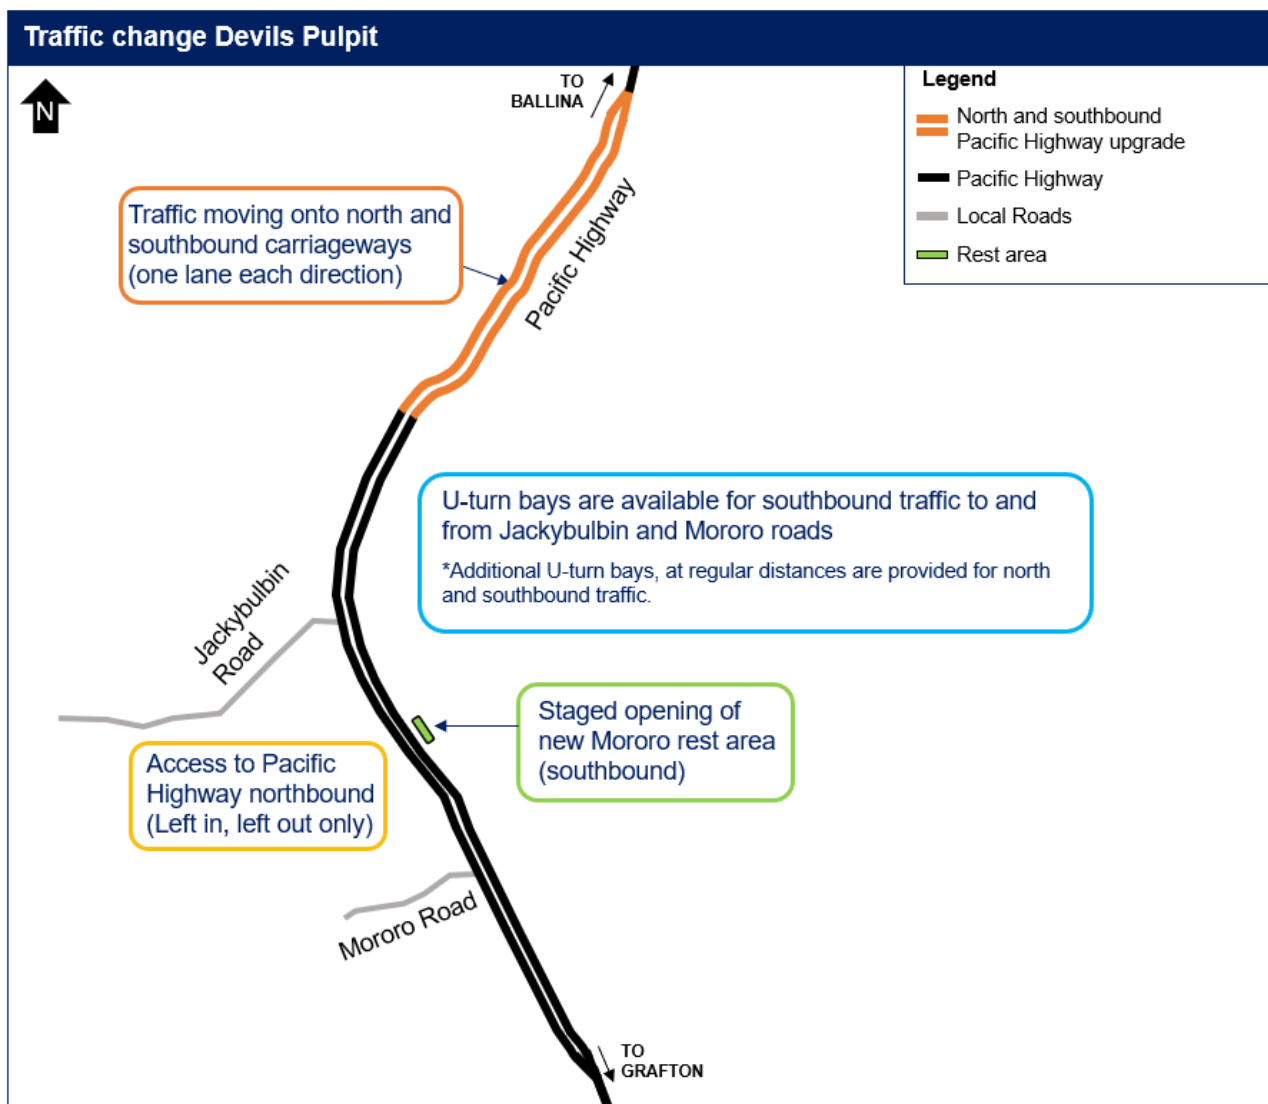 Traffic change Devils Pulpit
N
TO
BALLINA
Legend
North and southbound
Pacific Highway upgrade
Pacific Highway
Local Roads
Rest area
Traffic moving onto north and
southbound carriageways
(one lane each direction)
Pacific Highway
U-turn bays are available for southbound traffic to and
from Jackybulbin and Mororo roads
*Additional U-turn bays, at regular distances are provided for north
and southbound traffic.
Jackybulbin
Road
Staged opening of
new Mororo rest area
(southbound)
Access to Pacific
Highway northbound
(Left in, left out only)
Mororo Road
TO
GRAFTON